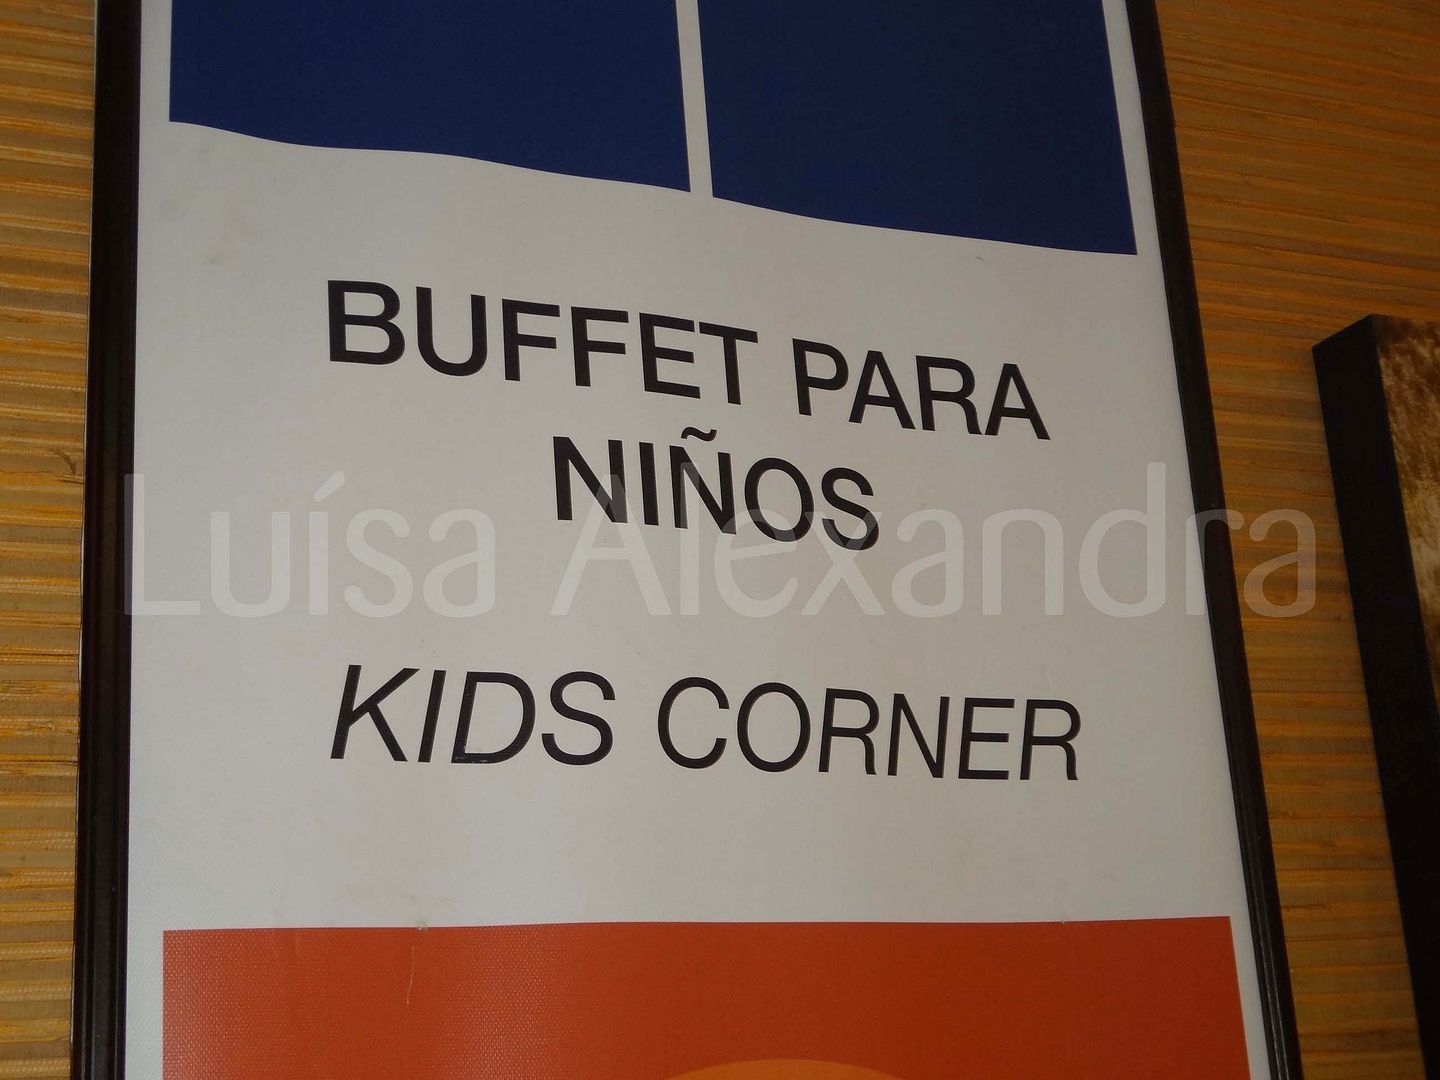 BUFFET PARA
NIÑOS
Luísa Alexandra
KIDS CORNER